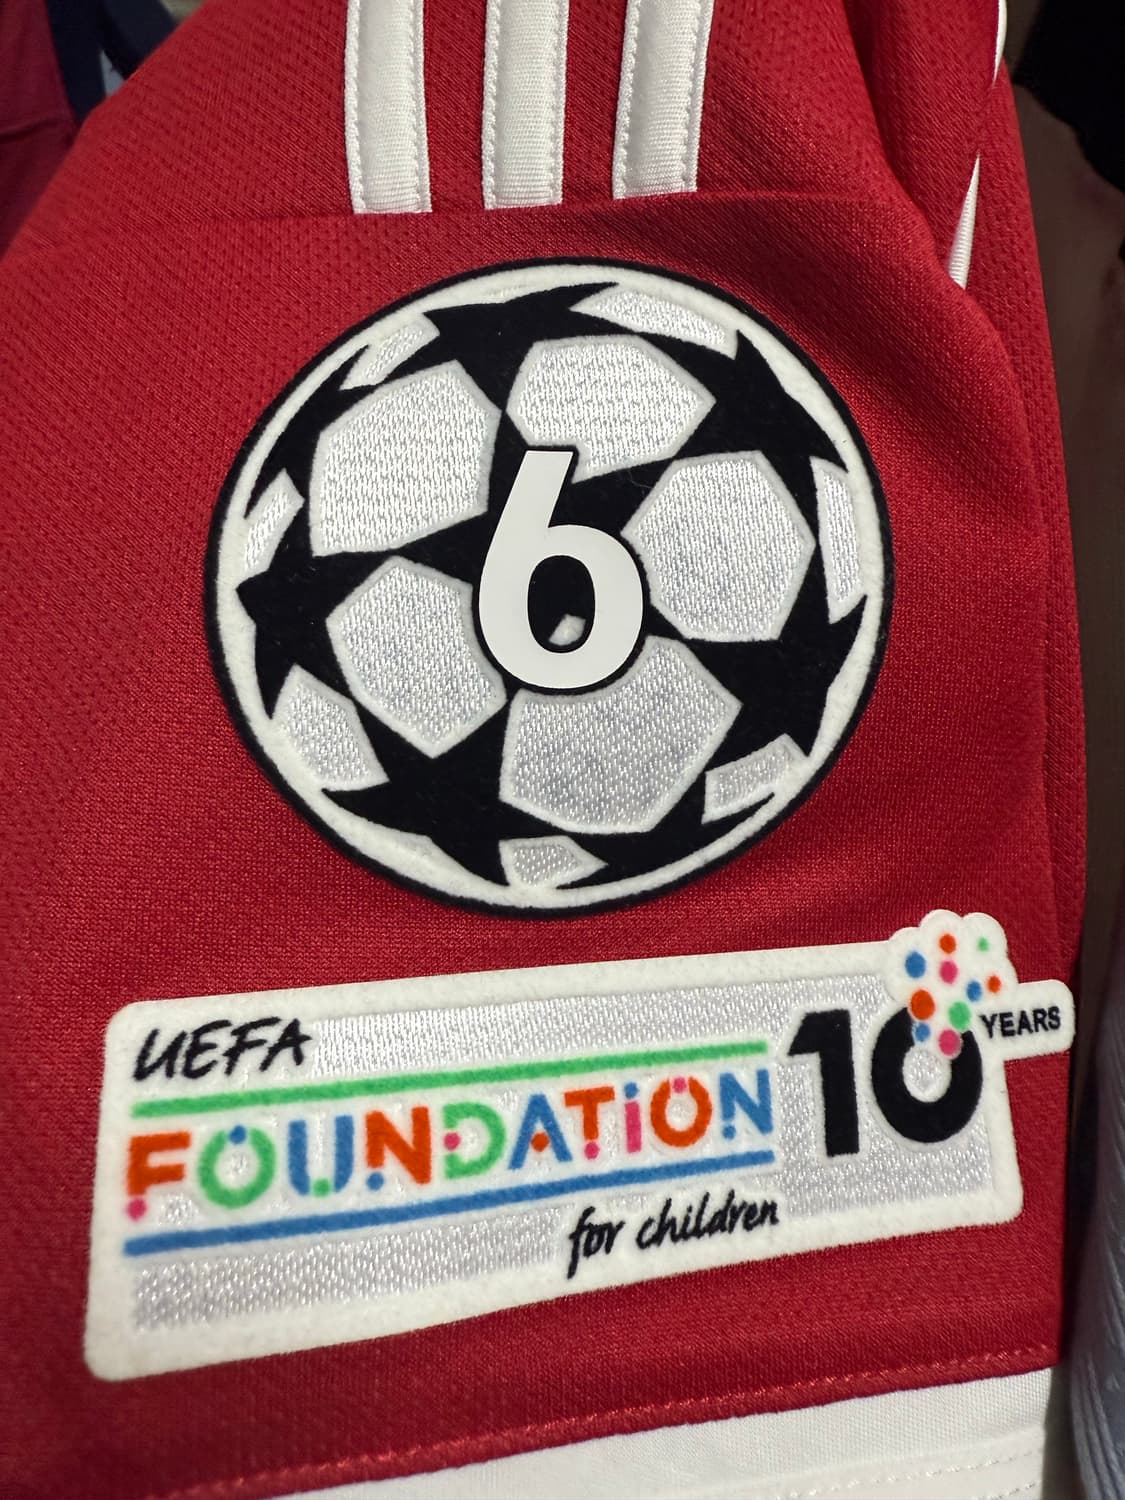 6
UEFA
FOUNDATION
for children
10 YEARS